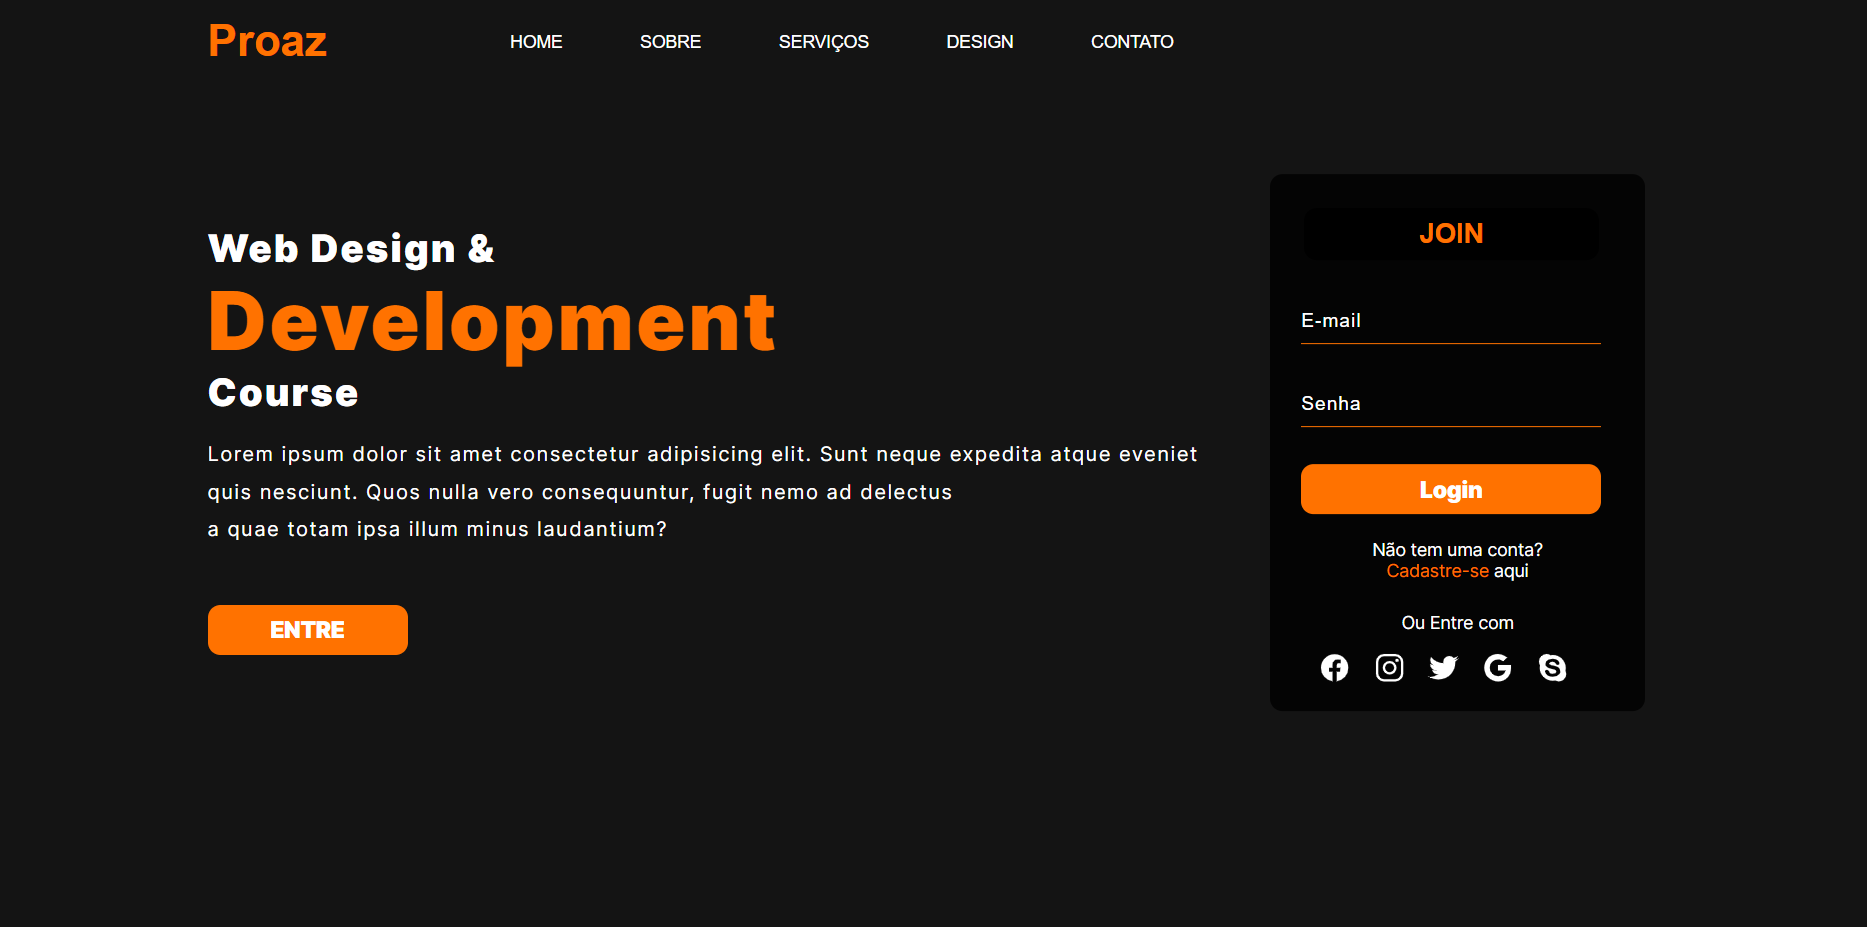 Proaz
HOME
SOBRE
SERVIÇOS
DESIGN
CONTATO
Web Design &
Development
Course
Lorem ipsum dolor sit amet consectetur adipisicing elit. Sunt neque expedita atque eveniet
quis nesciunt. Quos nulla vero consequuntur, fugit nemo ad delectus
a quae totam ipsa illum minus laudantium?
ENTRE
JOIN
E-mail
Senha
Login
Não tem uma conta?
Cadastre-se aqui
Ou Entre com